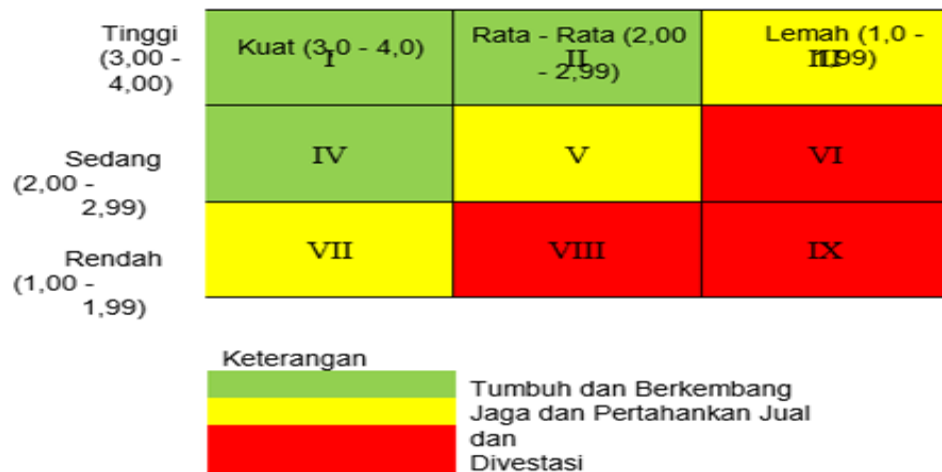 Tinggi
(3,00 -
4,00)
Kuat (3,0 - 4,0)
I
Rata - Rata (2,00
- 2,99)
II
Lemah (1,0 -
1,99)
III
Sedang
(2,00 -
2,99)
IV
V
VI
Rendah
(1,00 -
1,99)
VII
VIII
IX
Keterangan
Tumbuh dan Berkembang
Jaga dan Pertahankan Jual
dan
Divestasi